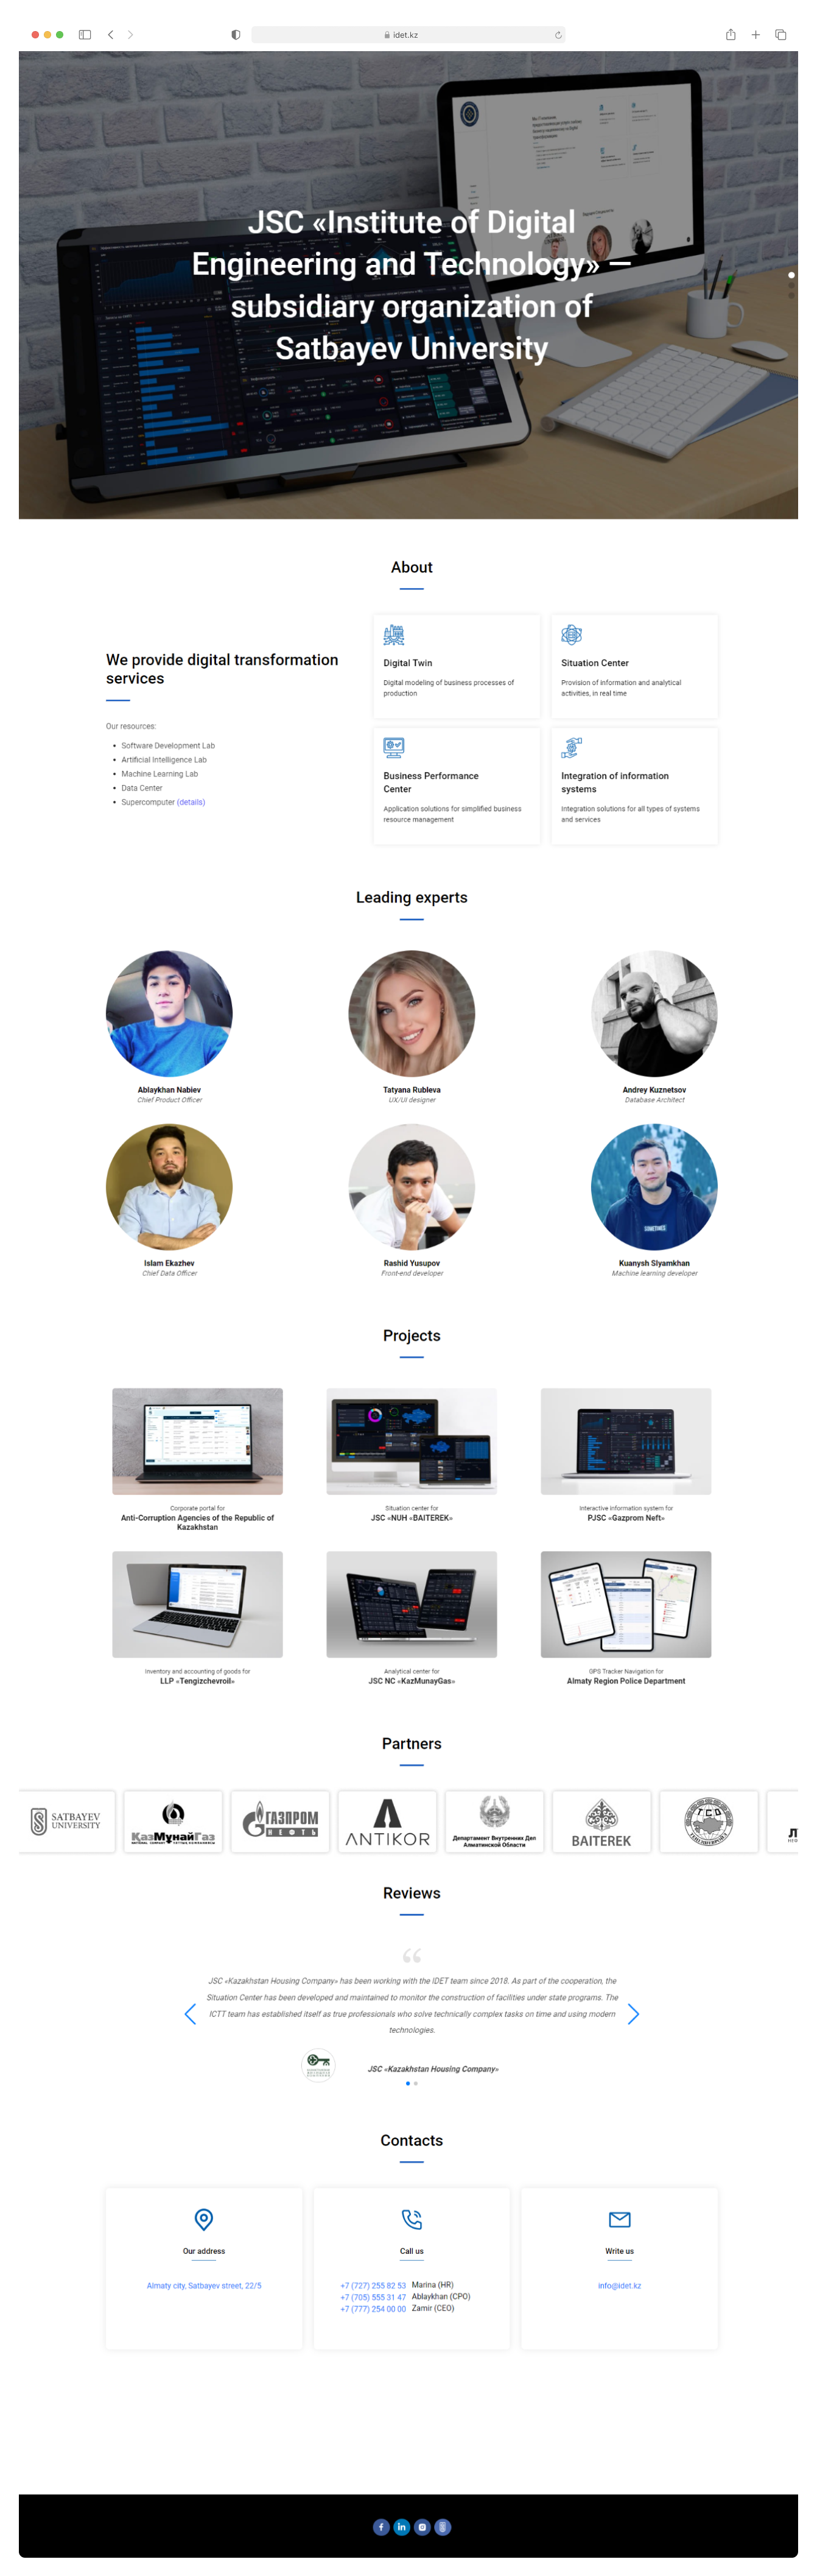 idet.kz
JSC «Institute of Digital
Engineering and Technology» —
subsidiary organization of
Satbayev University
About
We provide digital transformation
services
Our resources:
Software Development Lab
Artificial Intelligence Lab
Machine Learning Lab
Data Center
Supercomputer (details)
Digital Twin
Digital modeling of business processes of
production
Situation Center
Provision of information and analytical
activities, in real time
Business Performance
Center
Application solutions for simplified business
resource management
Integration of information
systems
Integration solutions for all types of systems
and services
Leading experts
Ablaykhan Nabiev
Chief Product Officer
Tatyana Rubleva
UX/UI designer
Andrey Kuznetsov
Database Architect
SOMETIMES
Islam Ekazhev
Chief Data Officer
Rashid Yusupov
Front-end developer
Kuanysh Slyamkhan
Machine learning developer
Projects
Corporate portal for
Anti-Corruption Agencies of the Republic of
Kazakhstan
Situation center for
JSC «NUH «BAITEREK»
Interactive information system for
PJSC «Gazprom Neft»
Inventory and accounting of goods for
LLP «Tengizchevroil»
Analytical center for
JSC NC «KazMunayGas»
GPS Tracker Navigation for
Almaty Region Police Department
Partners
SATBAYEV
UNIVERSITY
КазМұнайГаз
ГАЗПРОМ
НЕФТЬ
ANTIKOR
Департамент Внутренних Дел
Алматинской Области
BAITEREK
Reviews
JSC «Kazakhstan Housing Company» has been working with the IDET team since 2018. As part of the cooperation, the
Situation Center has been developed and maintained to monitor the construction of facilities under state programs. The
ICTT team has established itself as true professionals who solve technically complex tasks on time and using modern
technologies.
JSC «Kazakhstan Housing Company»
Contacts
Our address
Almaty city, Satbayev street, 22/5
Call us
+7 (727) 255 82 53 Marina (HR)
+7 (705) 555 31 47 Ablaykhan (CPO)
+7 (777) 254 00 00 Zamir (CEO)
Write us
info@idet.kz